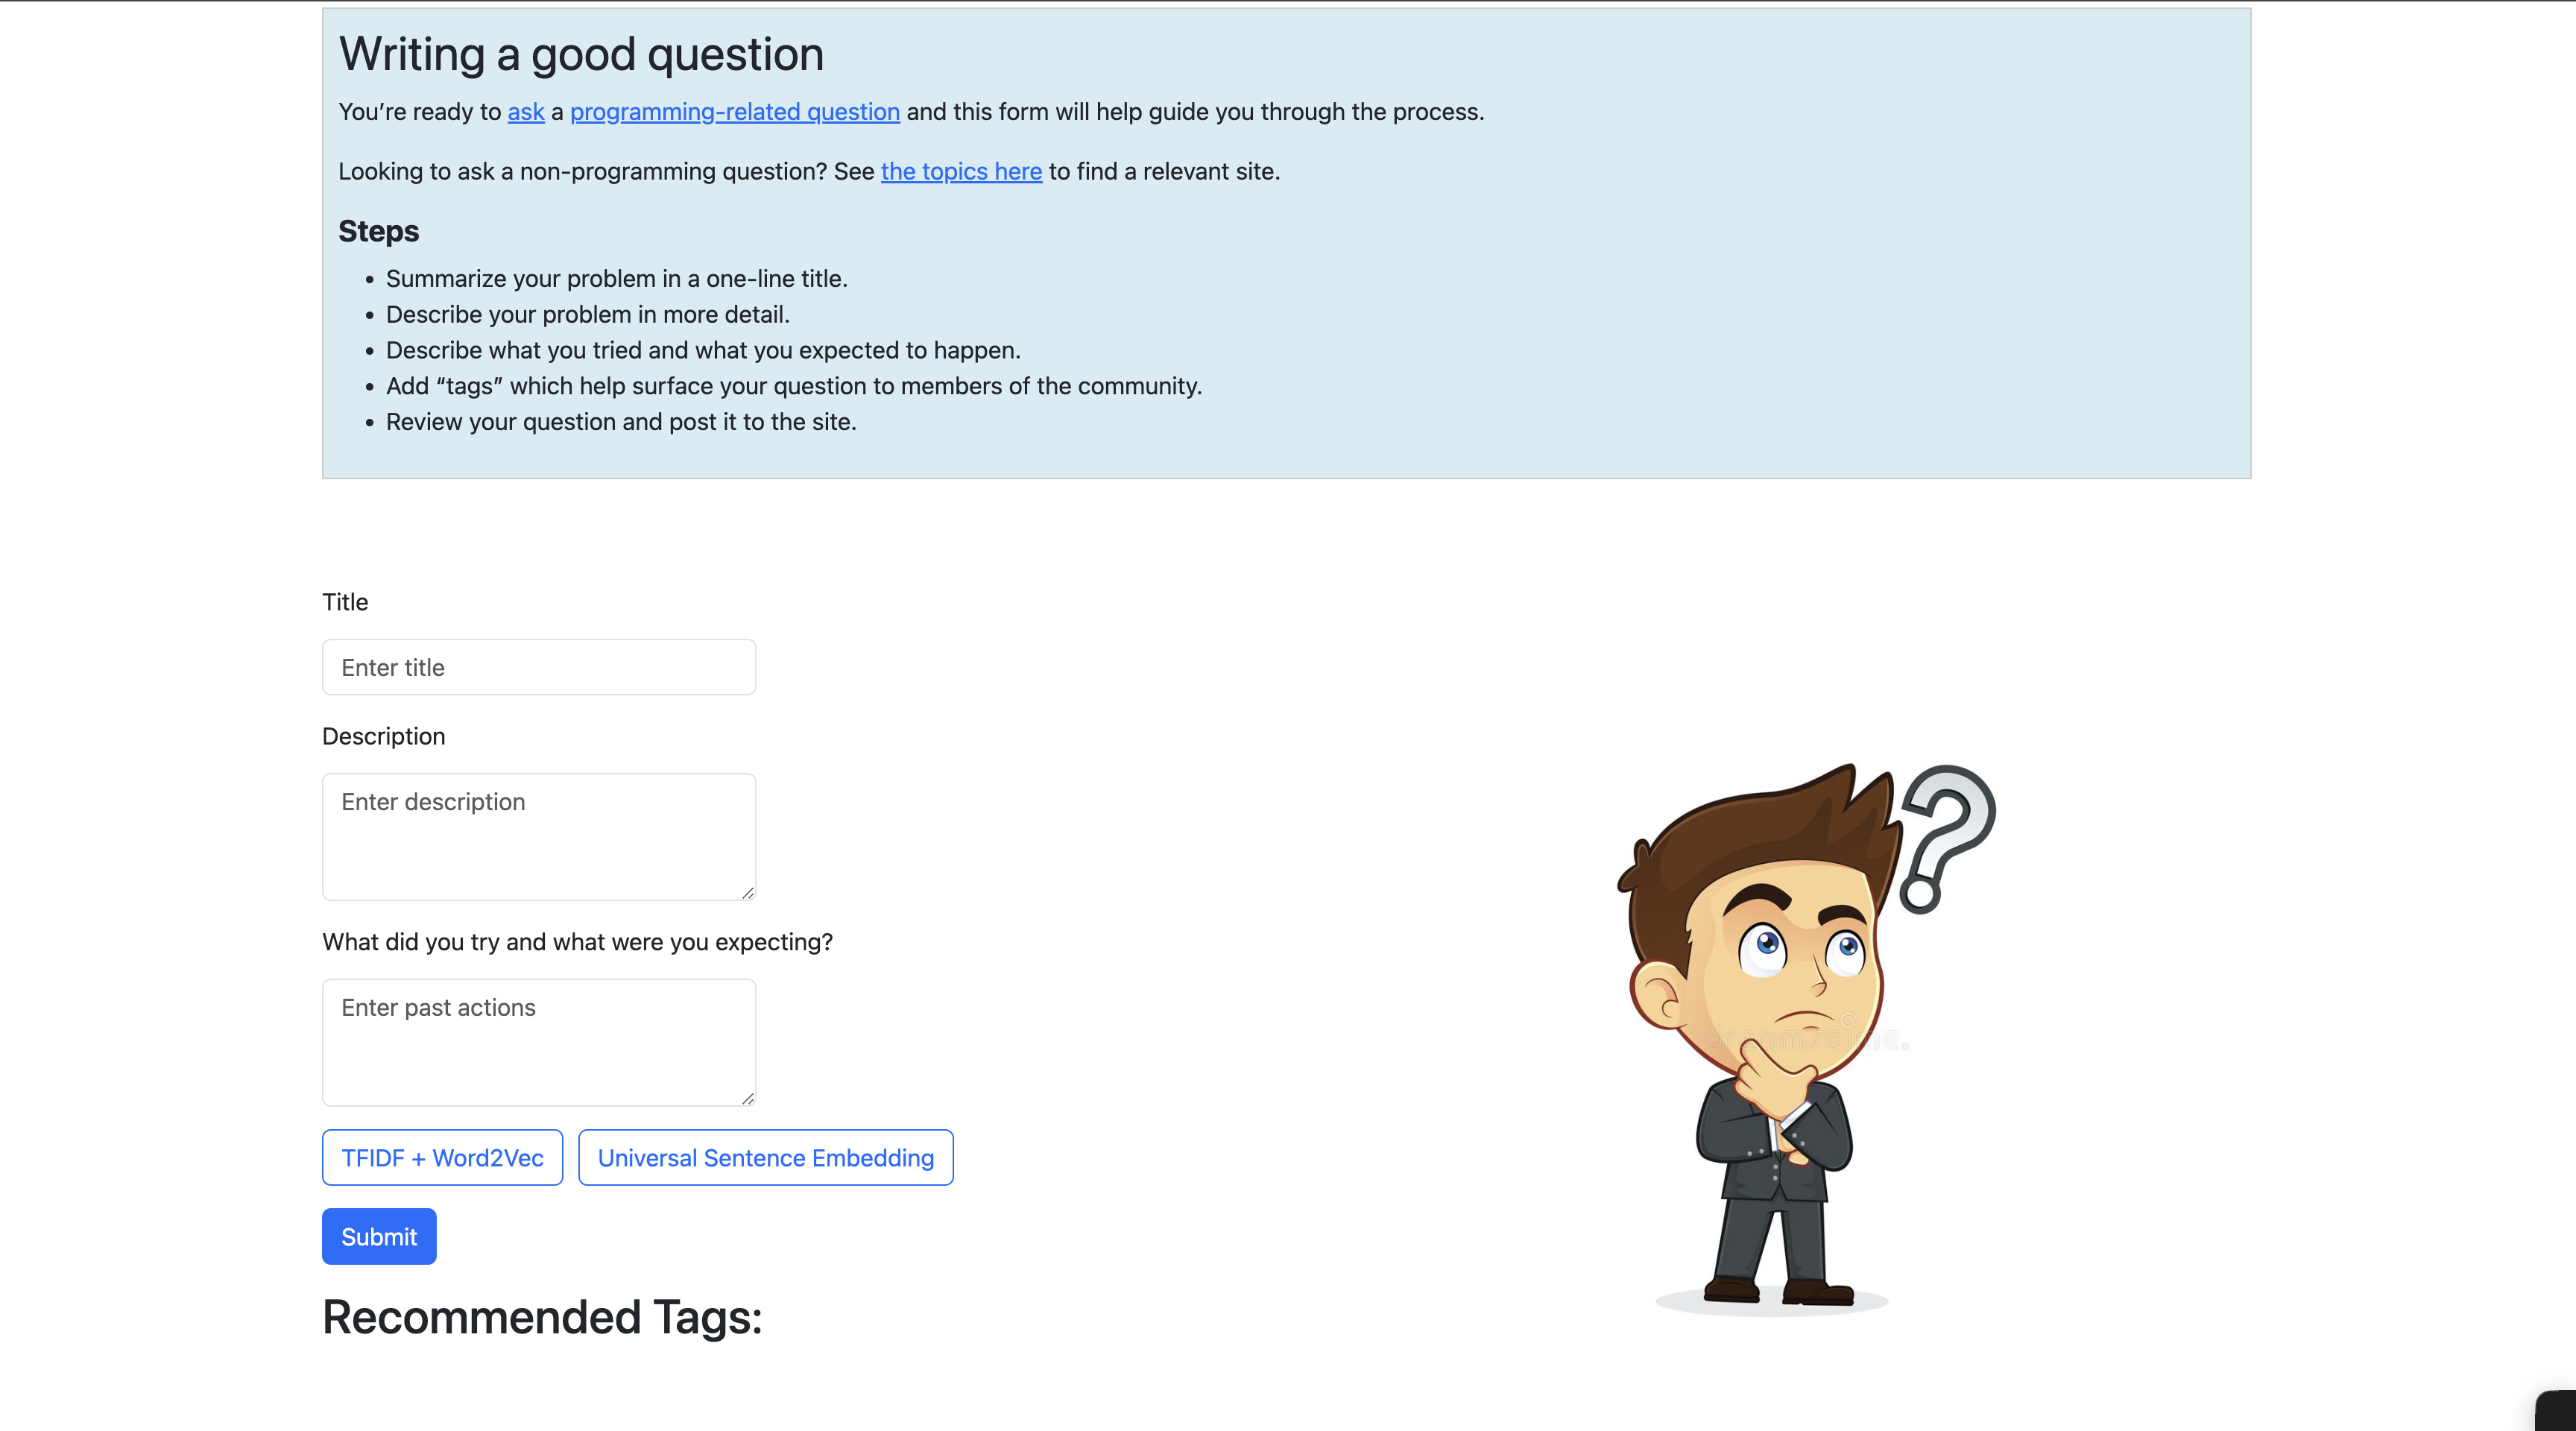 Writing a good question
You’re ready to ask a programming-related question and this form will help guide you through the process.
Looking to ask a non-programming question? See the topics here to find a relevant site.
Steps
• Summarize your problem in a one-line title.
• Describe your problem in more detail.
• Describe what you tried and what you expected to happen.
• Add “tags” which help surface your question to members of the community.
• Review your question and post it to the site.
Title
Enter title
Description
Enter description
?
What did you try and what were you expecting?
Enter past actions
dreamstime.
TFIDF + Word2Vec
Universal Sentence Embedding
Submit
Recommended Tags: